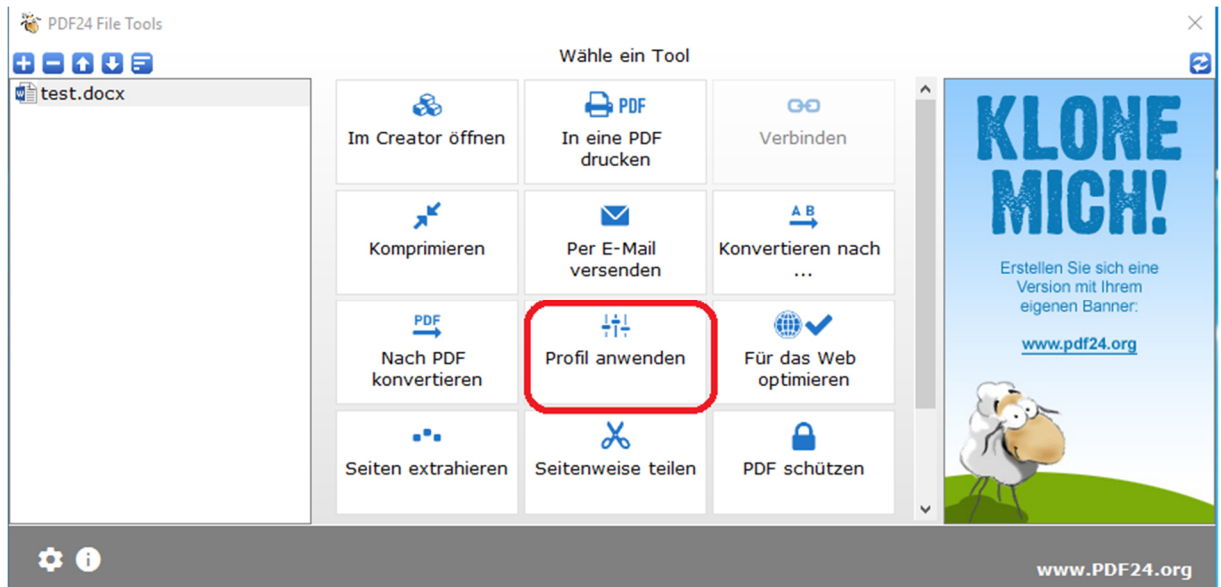 PDF24 File Tools
Wähle ein Tool
test.docx
Im Creator öffnen
PDF
In eine PDF
drucken
Verbinden
Komprimieren
Per E-Mail
versenden
A B
Konvertieren nach
...
PDF
Nach PDF
konvertieren
Profil anwenden
Für das Web
optimieren
Seiten extrahieren
Seitenweise teilen
PDF schützen
KLONE
MICH!
Erstellen Sie sich eine
Version mit Ihrem
eigenen Banner:
www.pdf24.org
www.PDF24.org